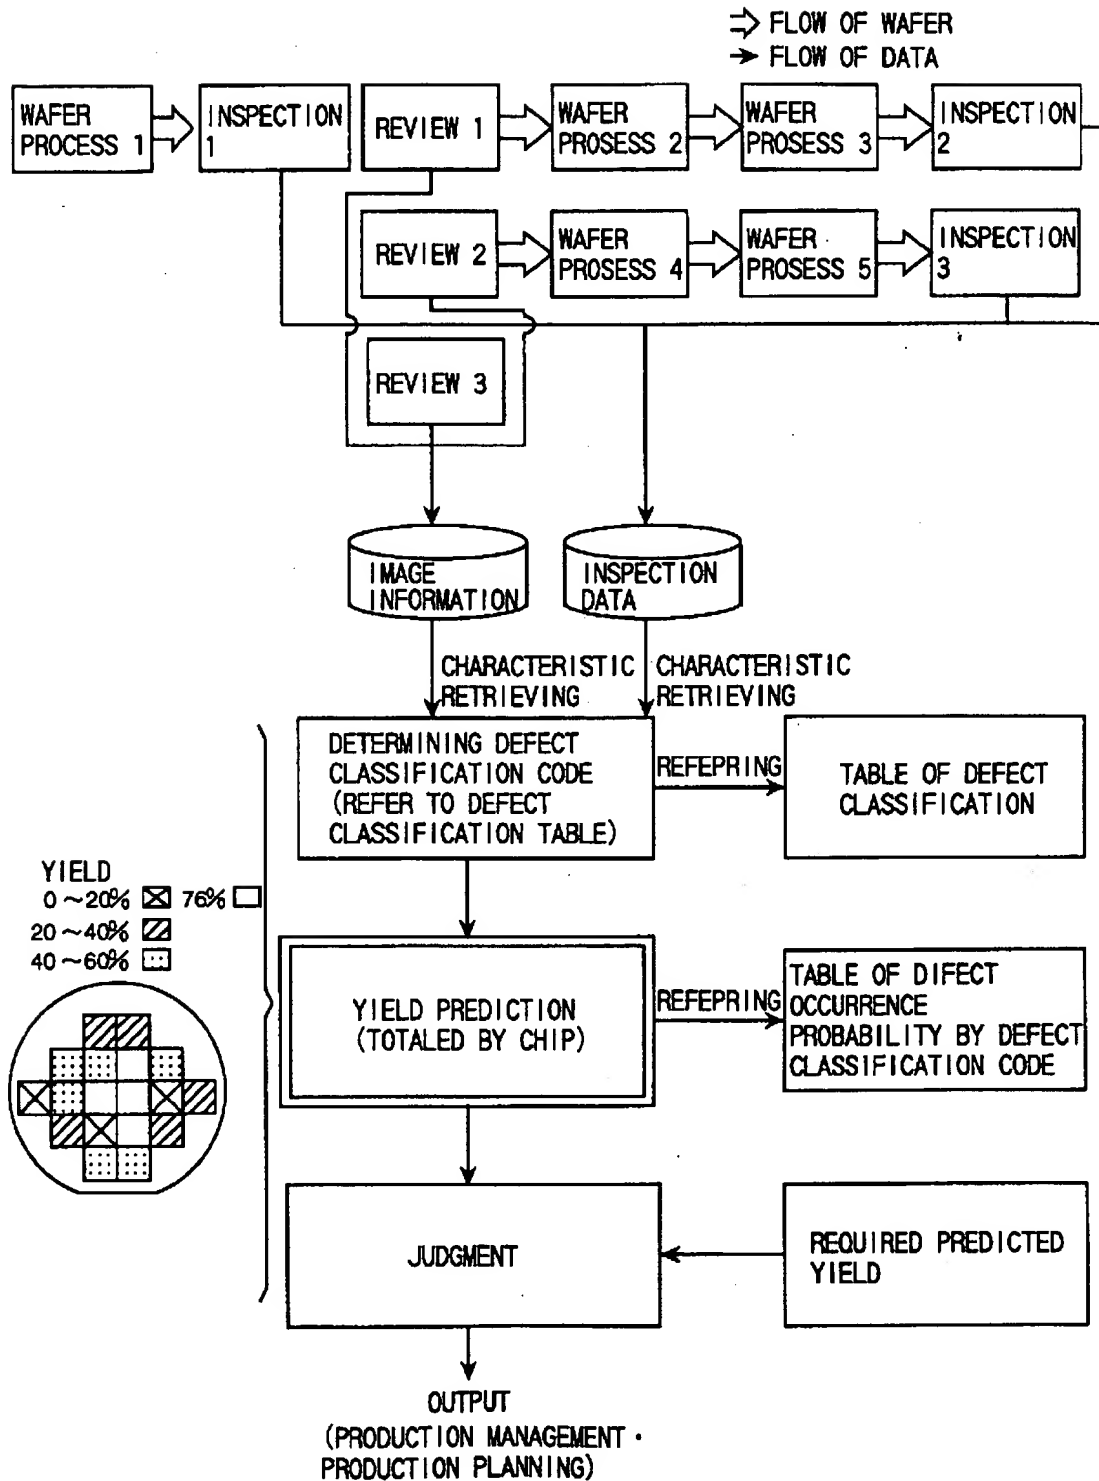 FLOW OF WAFER
FLOW OF DATA
WAFER
PROCESS 1
INSPECTION
1
REVIEW 1
WAFER
PROSESS 2
WAFER
PROSESS 3
INSPECTION
2
REVIEW 2
WAFER
PROSESS 4
WAFER
PROSESS 5
INSPECTION
3
REVIEW 3
IMAGE
INFORMATION
INSPECTION
DATA
CHARACTERISTIC
RETRIEVING
CHARACTERISTIC
RETRIEVING
DETERMINING DEFECT
CLASSIFICATION CODE
(REFER TO DEFECT
CLASSIFICATION TABLE)
REFEPRING
TABLE OF DEFECT
CLASSIFICATION
YIELD
0~20% 76%
20~40%
40~60%
YIELD PREDICTION
(TOTALED BY CHIP)
REFEPRING
TABLE OF DIFECT
OCCURRENCE
PROBABILITY BY DEFECT
CLASSIFICATION CODE
JUDGMENT
REQUIRED PREDICTED
YIELD
OUTPUT
(PRODUCTION MANAGEMENT ·
PRODUCTION PLANNING)